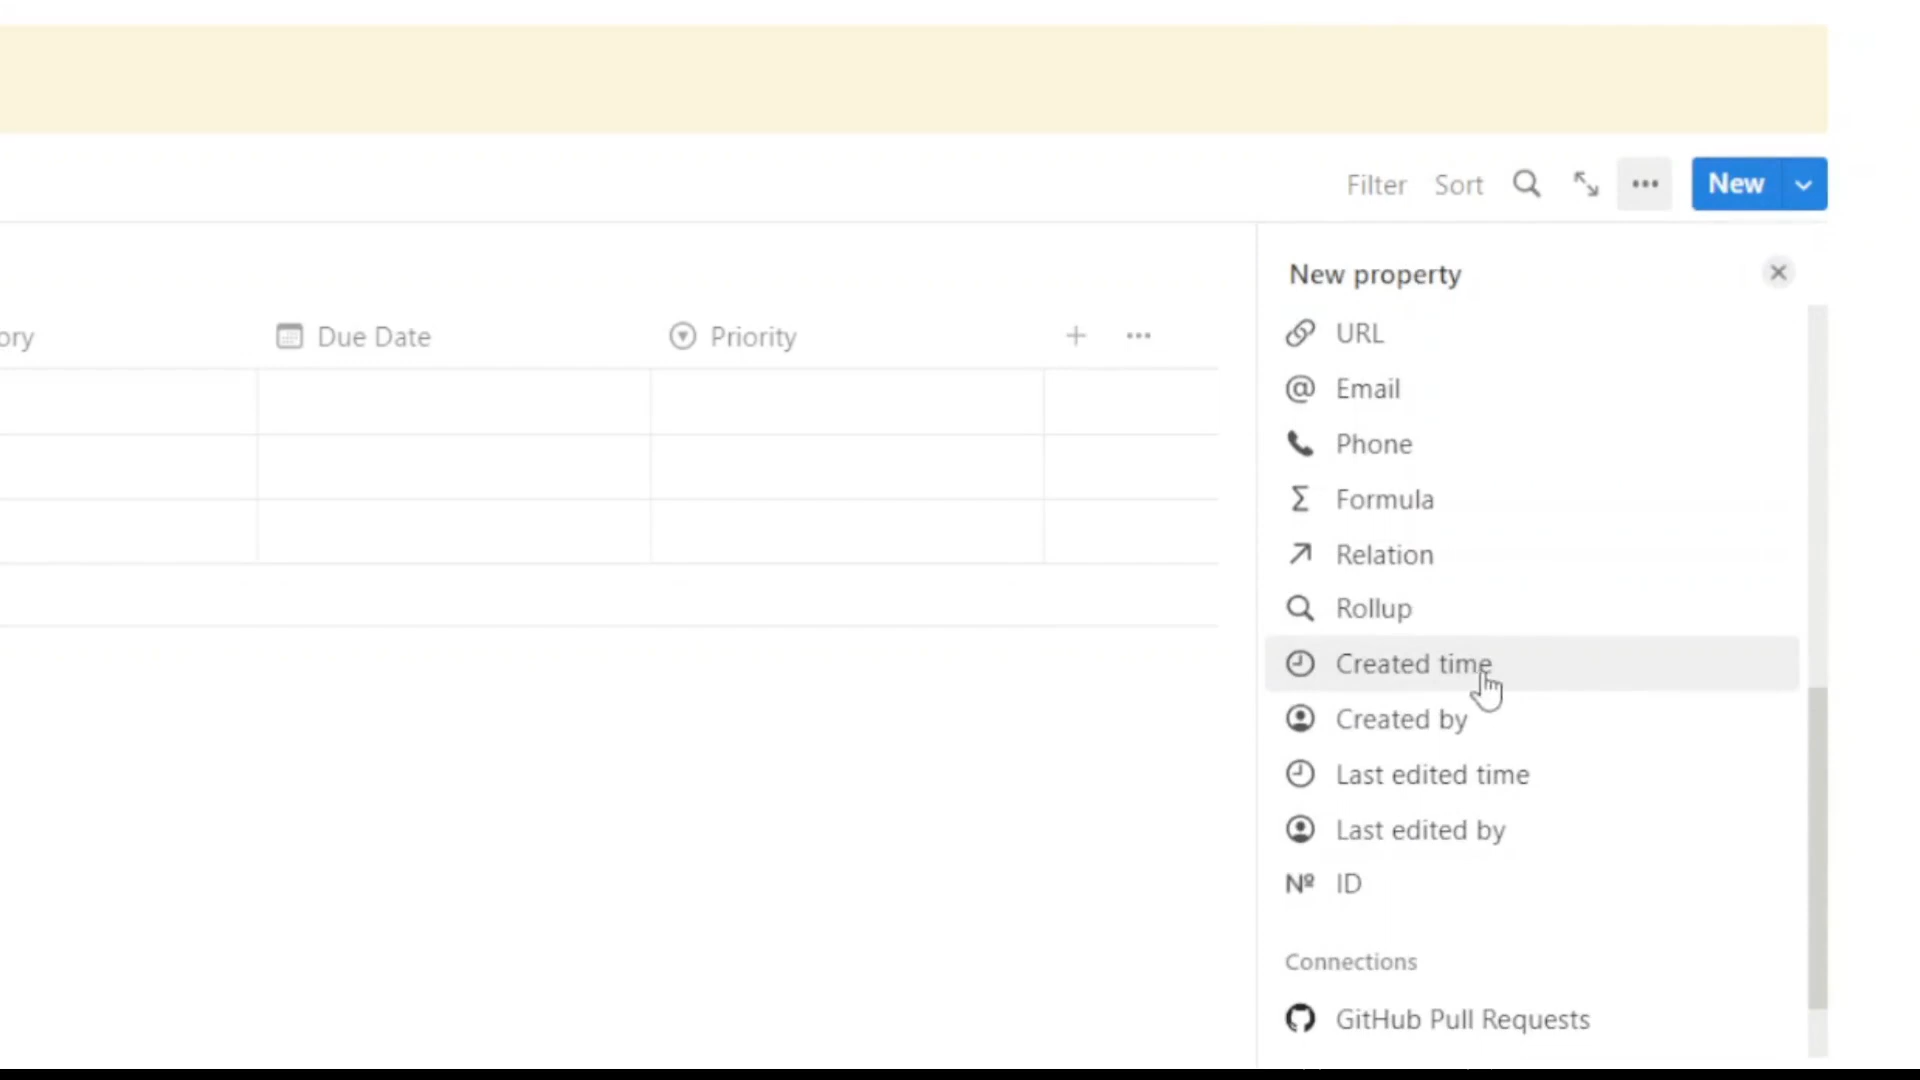 Filter Sort New
New property
ory Due Date Priority
URL
Email
Phone
Formula
Relation
Rollup
Created time
Created by
Last edited time
Last edited by
Nº ID
Connections
GitHub Pull Requests